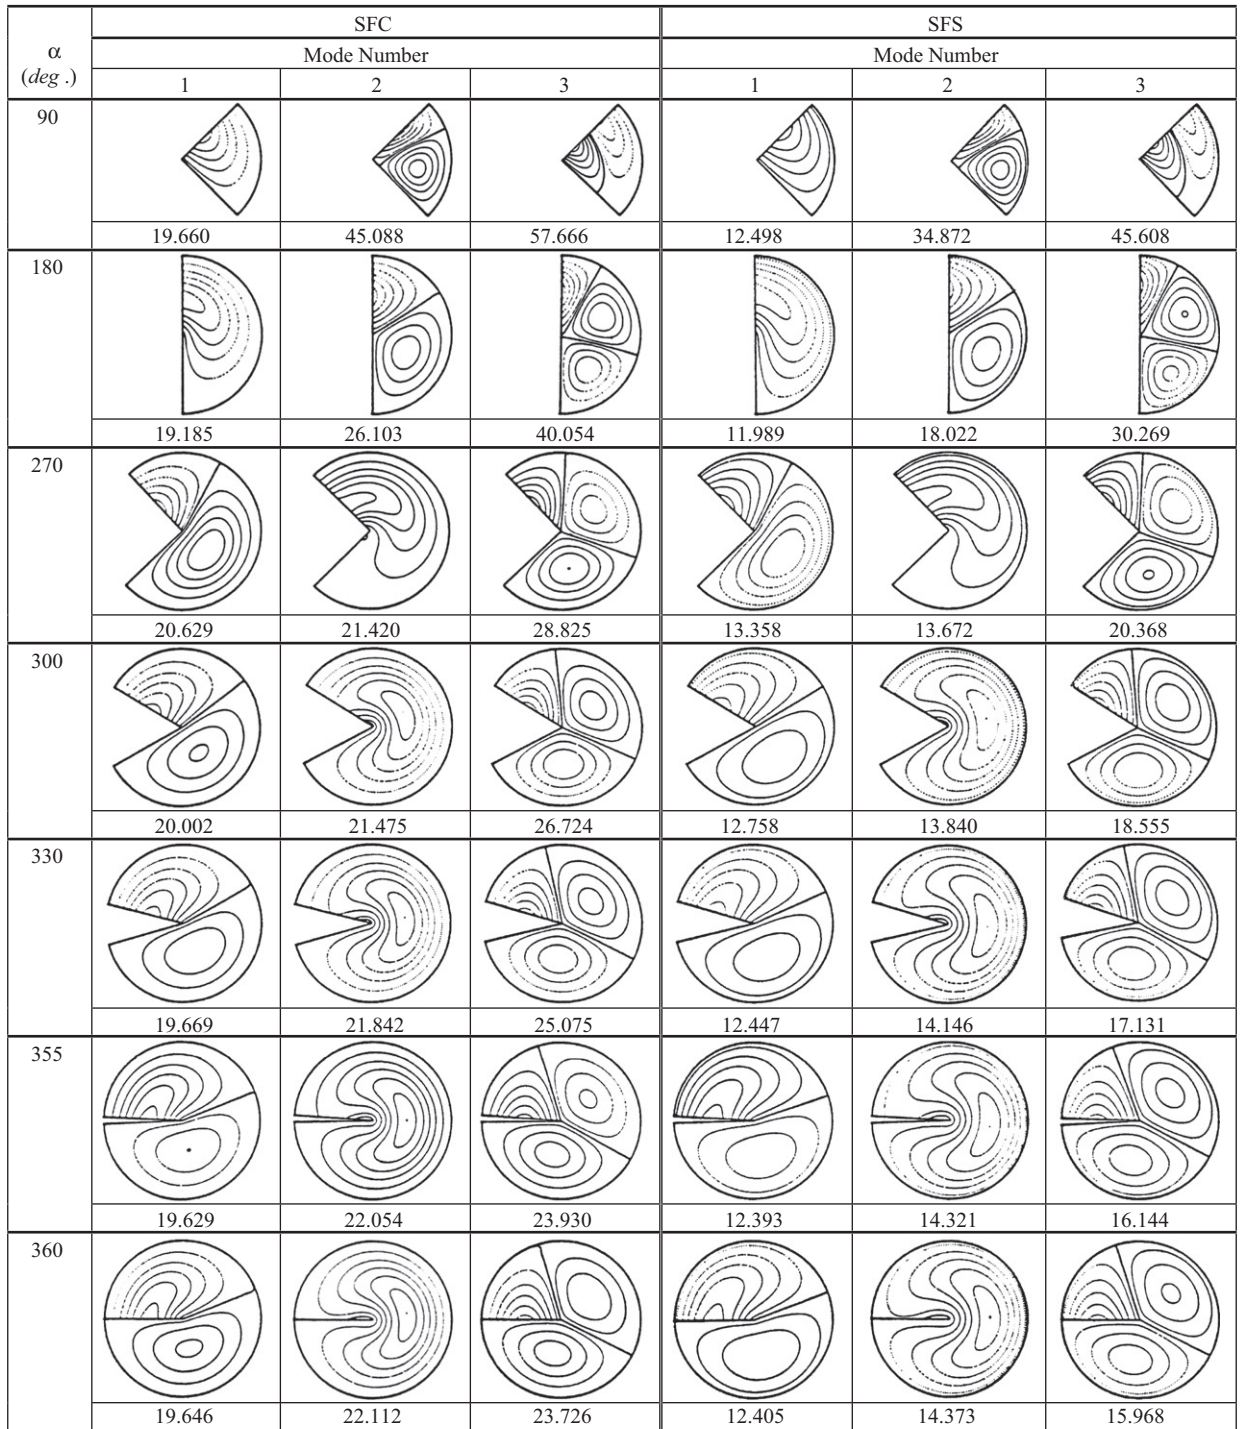 α
(deg .)
SFC
SFS
Mode Number
Mode Number
1 2 3 1 2 3
90
19.660 45.088 57.666 12.498 34.872 45.608
180
19.185 26.103 40.054 11.989 18.022 30.269
270
20.629 21.420 28.825 13.358 13.672 20.368
300
20.002 21.475 26.724 12.758 13.840 18.555
330
19.669 21.842 25.075 12.447 14.146 17.131
355
19.629 22.054 23.930 12.393 14.321 16.144
360
19.646 22.112 23.726 12.405 14.373 15.968